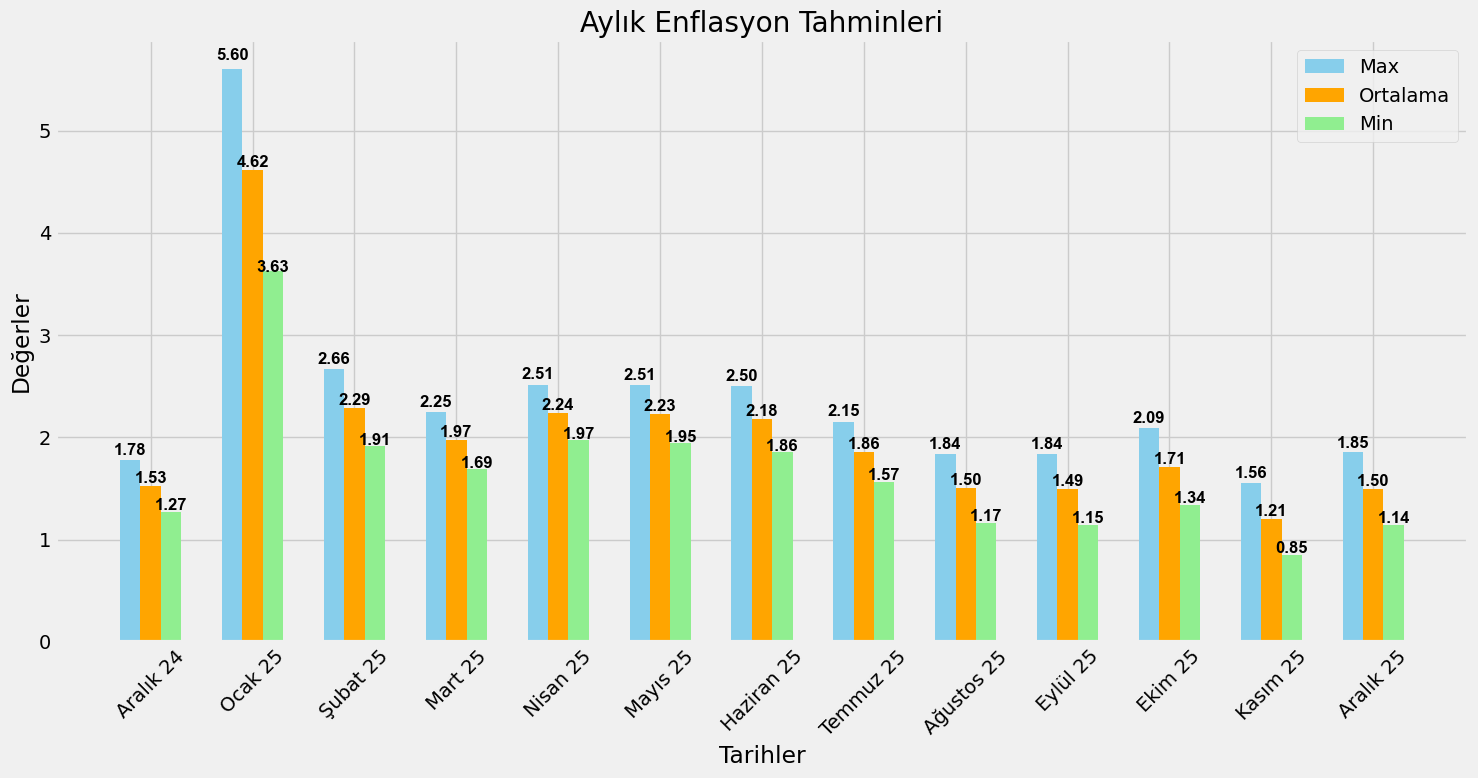 Aylık Enflasyon Tahminleri
Max
Ortalama
Min
Değerler
5
4
3
2
1
0
1.78
1.53
1.27
5.60
4.62
3.63
2.66
2.29
1.91
2.25
1.97
1.69
2.51
2.24
1.97
2.51
2.23
1.95
2.50
2.18
1.86
2.15
1.86
1.57
1.84
1.50
1.17
1.84
1.49
1.15
2.09
1.71
1.34
1.56
1.21
0.85
1.85
1.50
1.14
Aralık 24
Ocak 25
Şubat 25
Mart 25
Nisan 25
Mayıs 25
Haziran 25
Temmuz 25
Ağustos 25
Eylül 25
Ekim 25
Kasım 25
Aralık 25
Tarihler